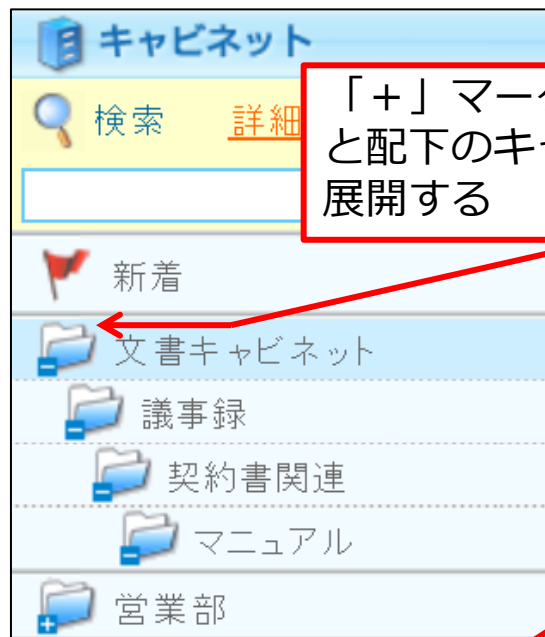 キャビネット
検索 詳細
「+」マー
と配下のキ
展開する
新着
文書キャビネット
議事録
契約書関連
マニュアル
営業部